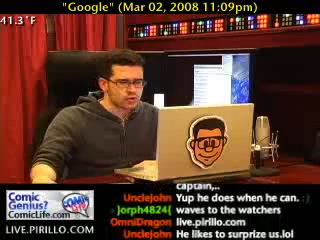 "Google" (Mar 02, 2008 11:09pm)
41.3°F
Comic
Genius?
ComicLife.com
COMIC
LIFE
LIVE.PIRILLO.COM
captain,..
UncleJohn Yup he does when he can. :)
Jorph4824{ waves to the watchers
OmniDragon live.pirillo.com
UncleJohn He likes to surprize us.lol